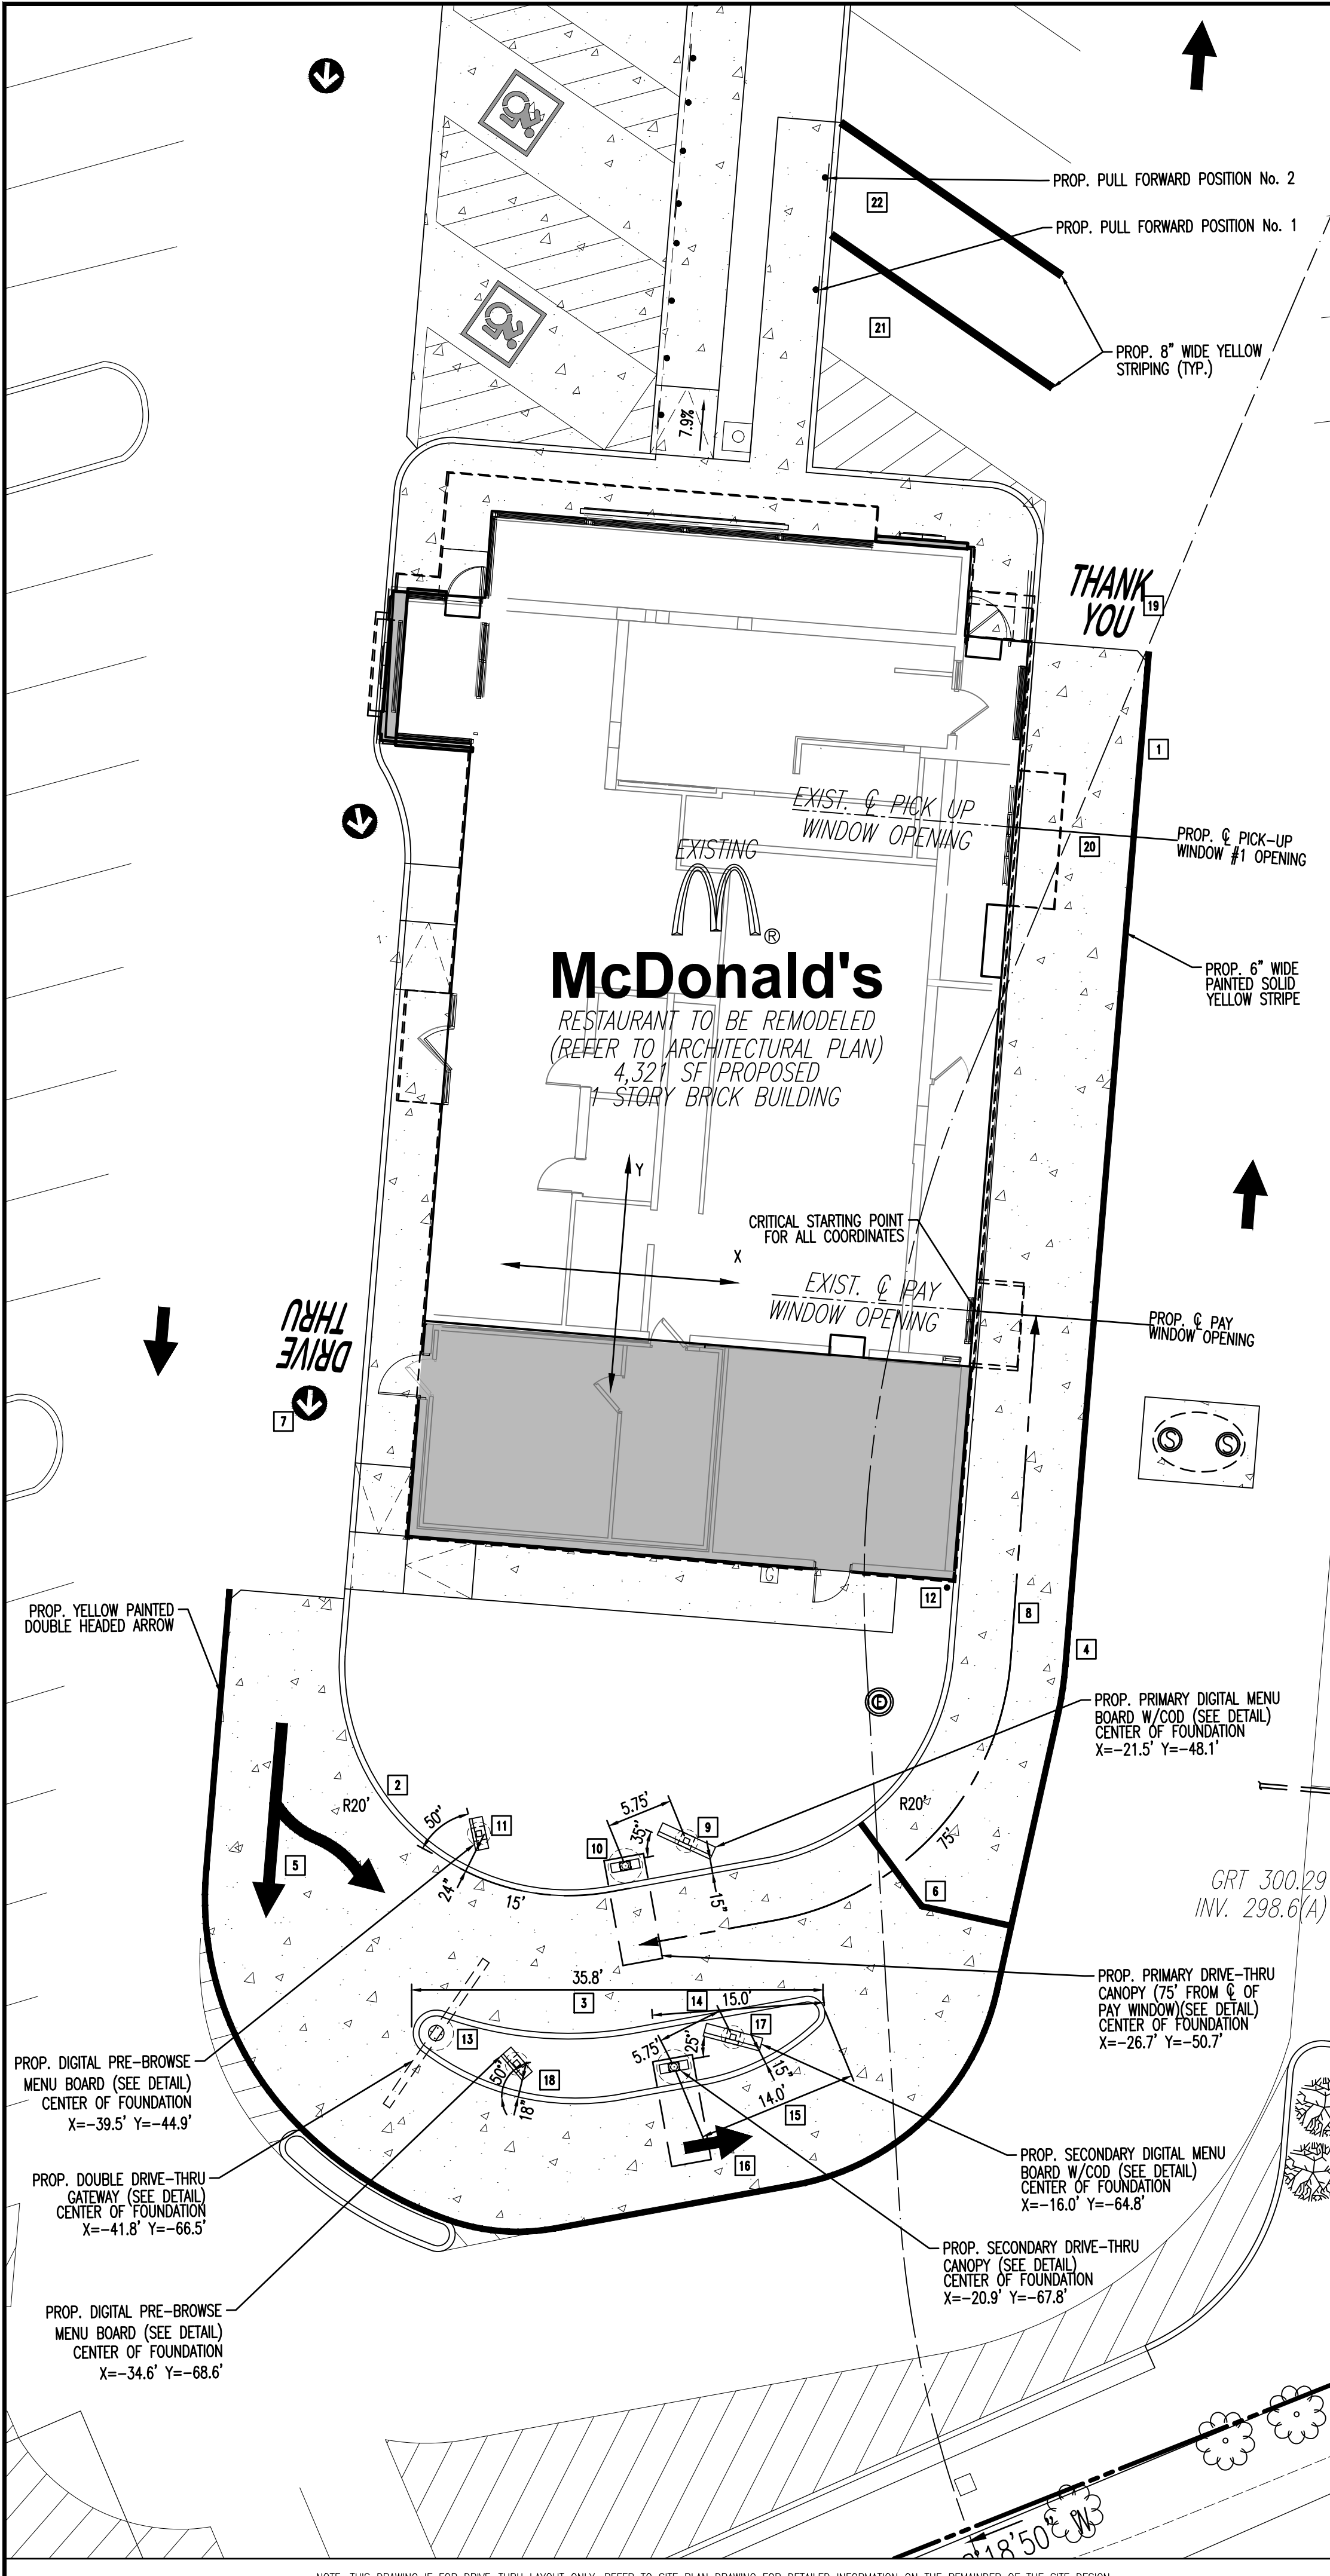 PROP. PULL FORWARD POSITION No. 2
22
PROP. PULL FORWARD POSITION No. 1
21
PROP. 8" WIDE YELLOW
STRIPING (TYP.)
7.9%
THANK
YOU
19
1
EXIST. ℄ PICK UP
WINDOW OPENING
20
PROP. ℄ PICK-UP
WINDOW #1 OPENING
EXISTING
®
McDonald's
RESTAURANT TO BE REMODELED
(REFER TO ARCHITECTURAL PLAN)
4,321 SF PROPOSED
1 STORY BRICK BUILDING
PROP. 6" WIDE
PAINTED SOLID
YELLOW STRIPE
Y
X
CRITICAL STARTING POINT
FOR ALL COORDINATES
EXIST. ℄ PAY
WINDOW OPENING
PROP. ℄ PAY
WINDOW OPENING
DRIVE
THRU
7
S
S
G
12
8
4
PROP. YELLOW PAINTED
DOUBLE HEADED ARROW
E
PROP. PRIMARY DIGITAL MENU
BOARD W/COD (SEE DETAIL)
CENTER OF FOUNDATION
X=-21.5' Y=-48.1'
2
R20'
50°
11
5.75'
35"
10
9
R20'
75'
5
24"
15'
15"
6
GRT 300.29
INV. 298.6(A)
35.8'
3
14
15.0'
PROP. PRIMARY DRIVE-THRU
CANOPY (75' FROM ℄ OF
PAY WINDOW)(SEE DETAIL)
CENTER OF FOUNDATION
X=-26.7' Y=-50.7'
13
17
5.75'
25"
15"
50°
18
18"
14.0'
15
16
PROP. DIGITAL PRE-BROWSE
MENU BOARD (SEE DETAIL)
CENTER OF FOUNDATION
X=-39.5' Y=-44.9'
PROP. DOUBLE DRIVE-THRU
GATEWAY (SEE DETAIL)
CENTER OF FOUNDATION
X=-41.8' Y=-66.5'
PROP. SECONDARY DIGITAL MENU
BOARD W/COD (SEE DETAIL)
CENTER OF FOUNDATION
X=-16.0' Y=-64.8'
PROP. SECONDARY DRIVE-THRU
CANOPY (SEE DETAIL)
CENTER OF FOUNDATION
X=-20.9' Y=-67.8'
PROP. DIGITAL PRE-BROWSE
MENU BOARD (SEE DETAIL)
CENTER OF FOUNDATION
X=-34.6' Y=-68.6'
18'50" W